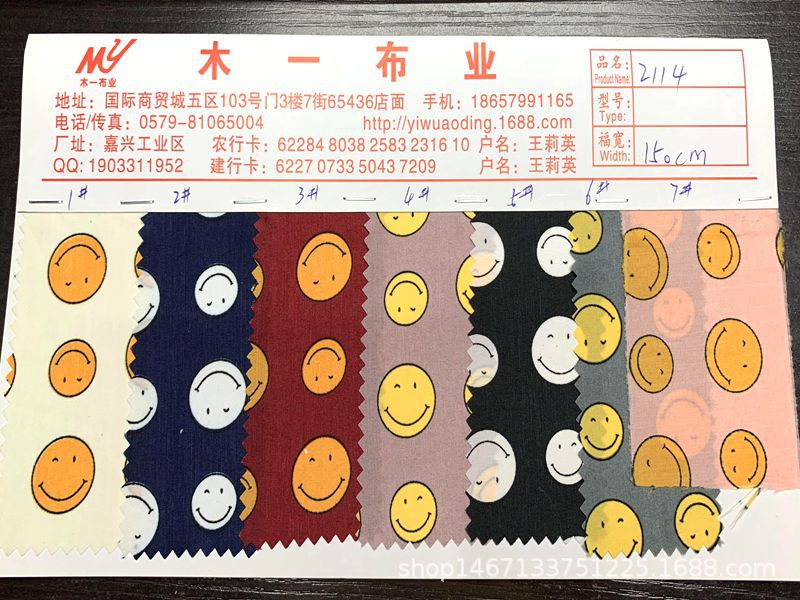 MY
木一布业
木一布业
地址：国际商贸城五区103号门3楼7街65436店面 手机：18657991165
电话/传真：0579-81065004 http://yiwuaoding.1688.com
厂址：嘉兴工业区 农行卡：62284 8038 2583 2316 10 户名：王莉英
QQ: 1903311952 建行卡：6227 0733 5043 7209 户名：王莉英
品名：
Product Name: 2114
型号：
Type:
福宽：
Width: 150cm
1# 2# 3# 4# 5# 6# 7#
shop1467133751225.1688.com